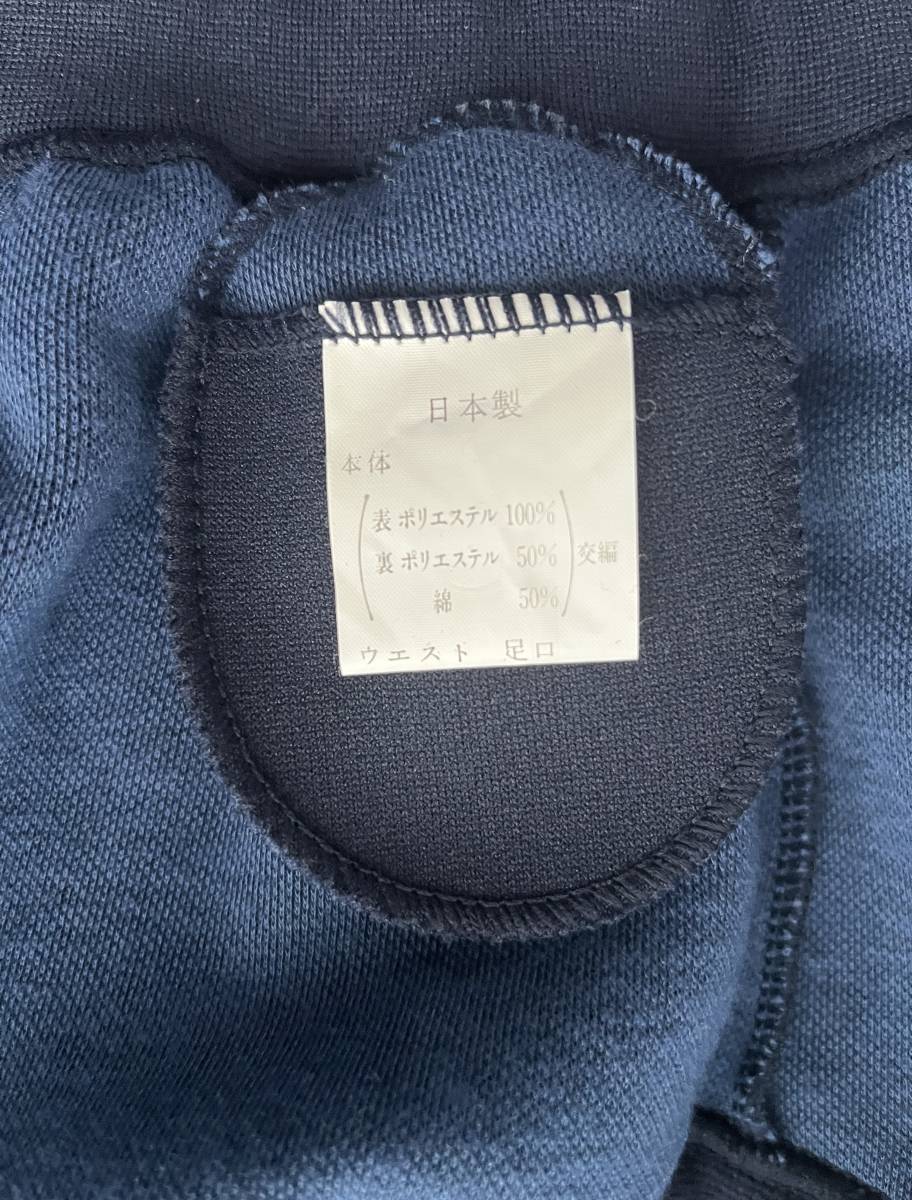 日本製
本体
表 ポリエステル 100%
裏 ポリエステル 50% 交編
綿 50%
ウエスト 足口